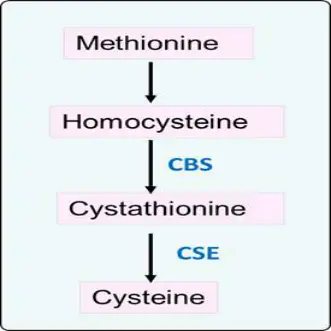 Methionine
Homocysteine
CBS
Cystathionine
CSE
Cysteine